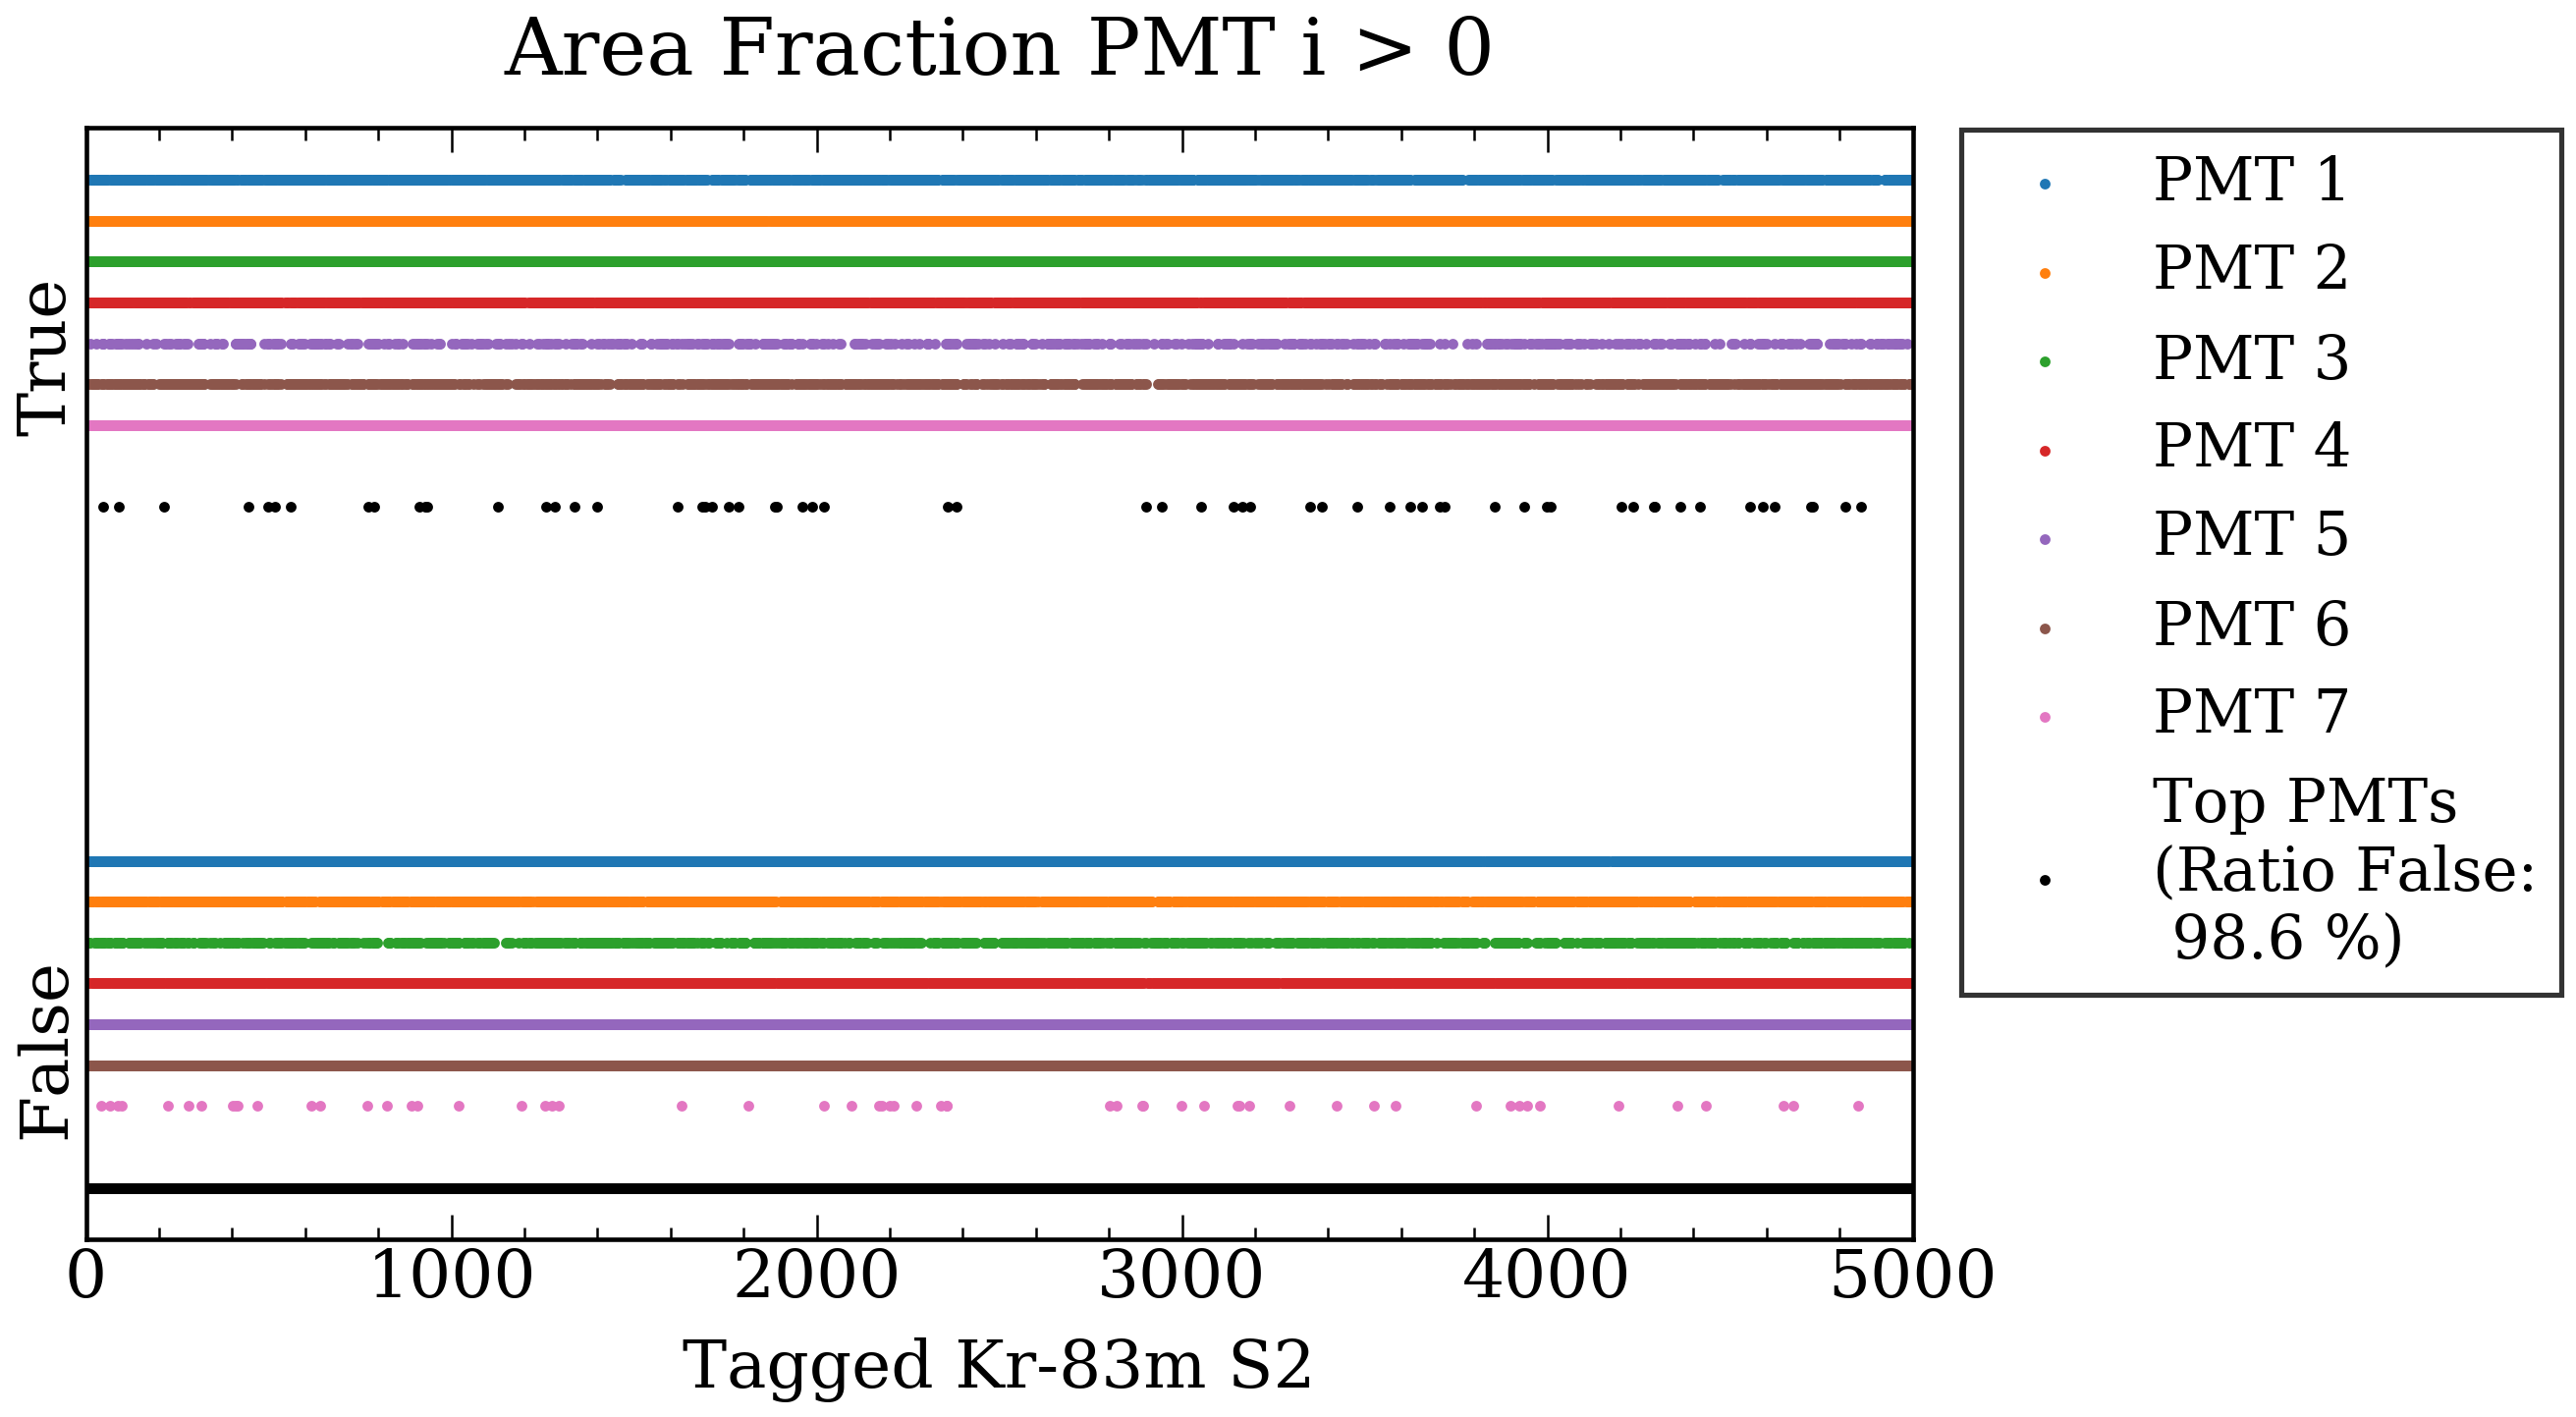 Area Fraction PMT i > 0
True
False
0 1000 2000 3000 4000 5000
Tagged Kr-83m S2
PMT 1
PMT 2
PMT 3
PMT 4
PMT 5
PMT 6
PMT 7
Top PMTs
(Ratio False:
98.6 %)